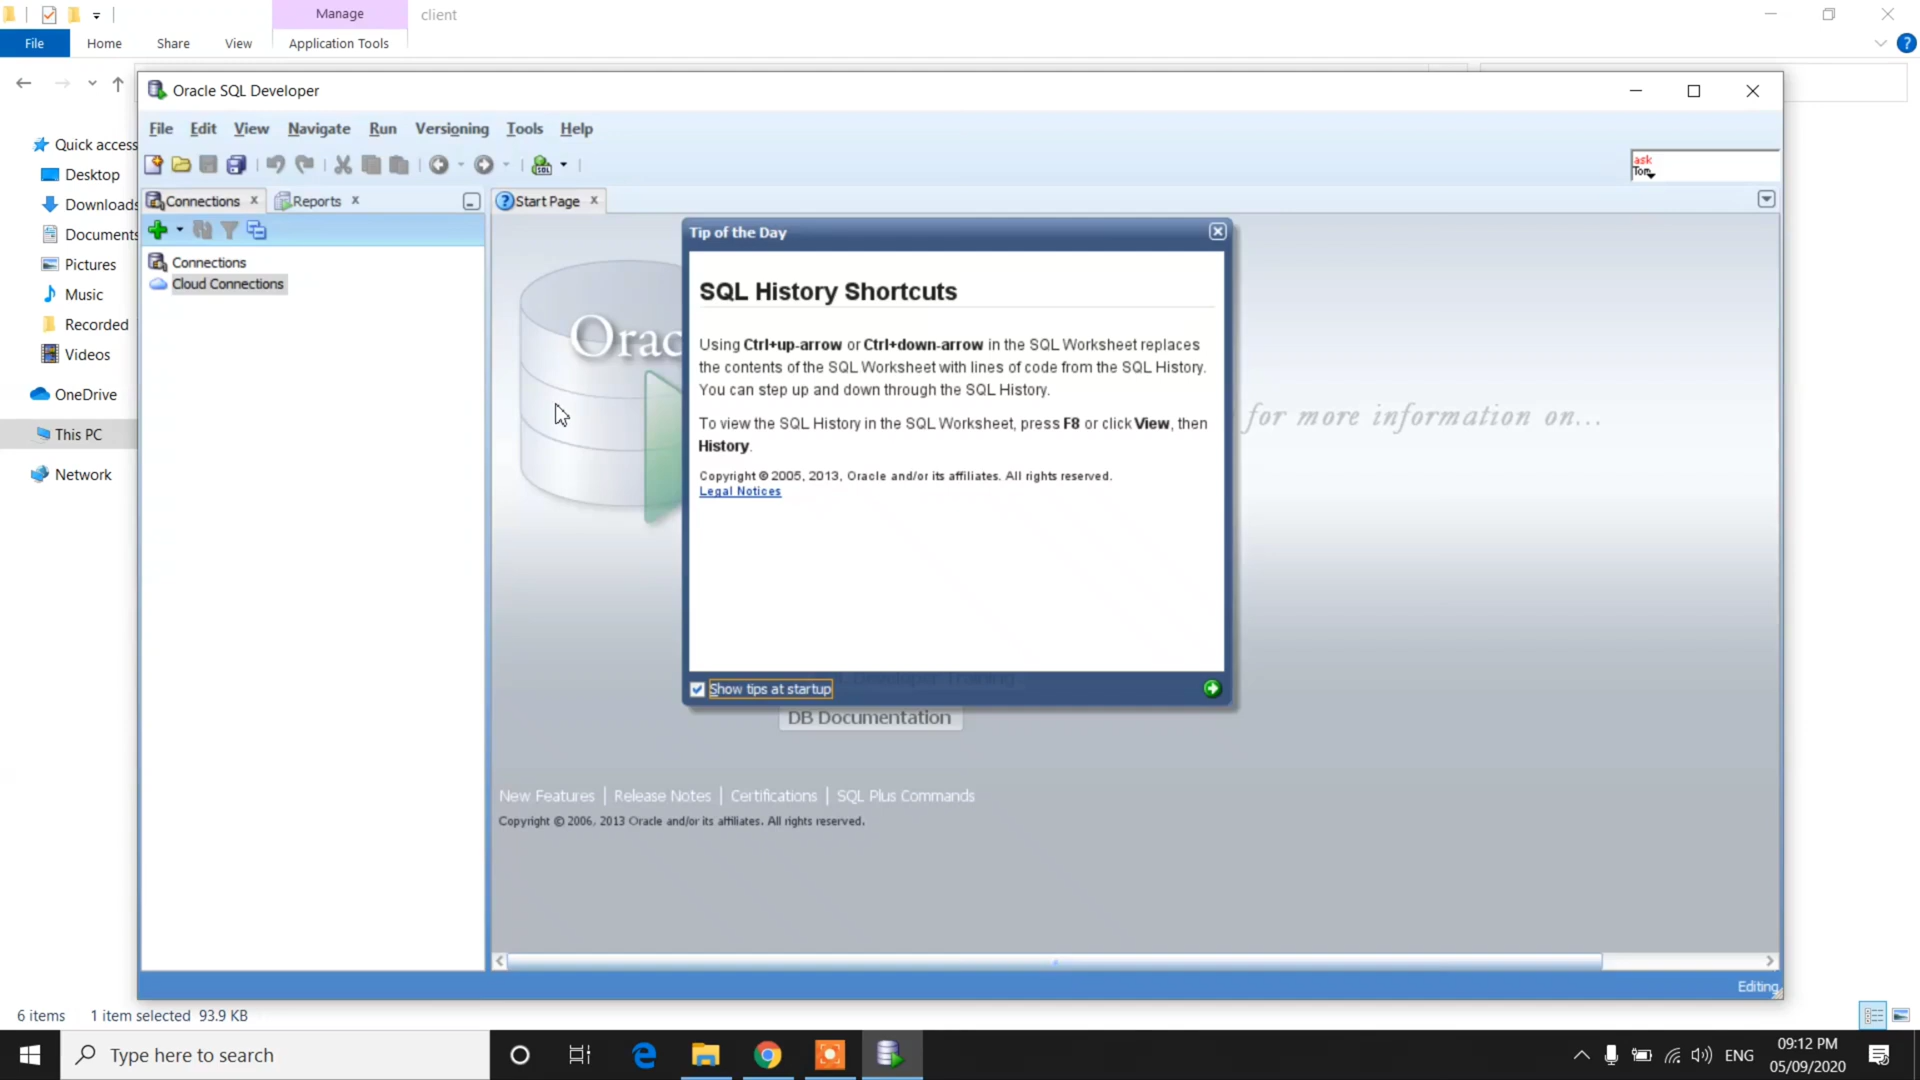 Manage
client
File
Home
Share
View
Application Tools
Quick access
Desktop
Downloads
Documents
Pictures
Music
Recorded
Videos
OneDrive
This PC
Network
Oracle SQL Developer
File Edit View Navigate Run Versioning Tools Help
SQL
ask
Tom
Connections
Reports
Start Page
Connections
Cloud Connections
Orac
for more information on...
Tip of the Day
SQL History Shortcuts
Using Ctrl+up-arrow or Ctrl+down-arrow in the SQL Worksheet replaces
the contents of the SQL Worksheet with lines of code from the SQL History.
You can step up and down through the SQL History.
To view the SQL History in the SQL Worksheet, press F8 or click View, then
History.
Copyright © 2005, 2013, Oracle and/or its affiliates. All rights reserved.
Legal Notices
Show tips at startup
Developer Training
DB Documentation
New Features | Release Notes | Certifications | SQL Plus Commands
Copyright © 2006, 2013 Oracle and/or its affiliates. All rights reserved.
Editing
6 items
1 item selected 93.9 KB
Type here to search
ENG
09:12 PM
05/09/2020